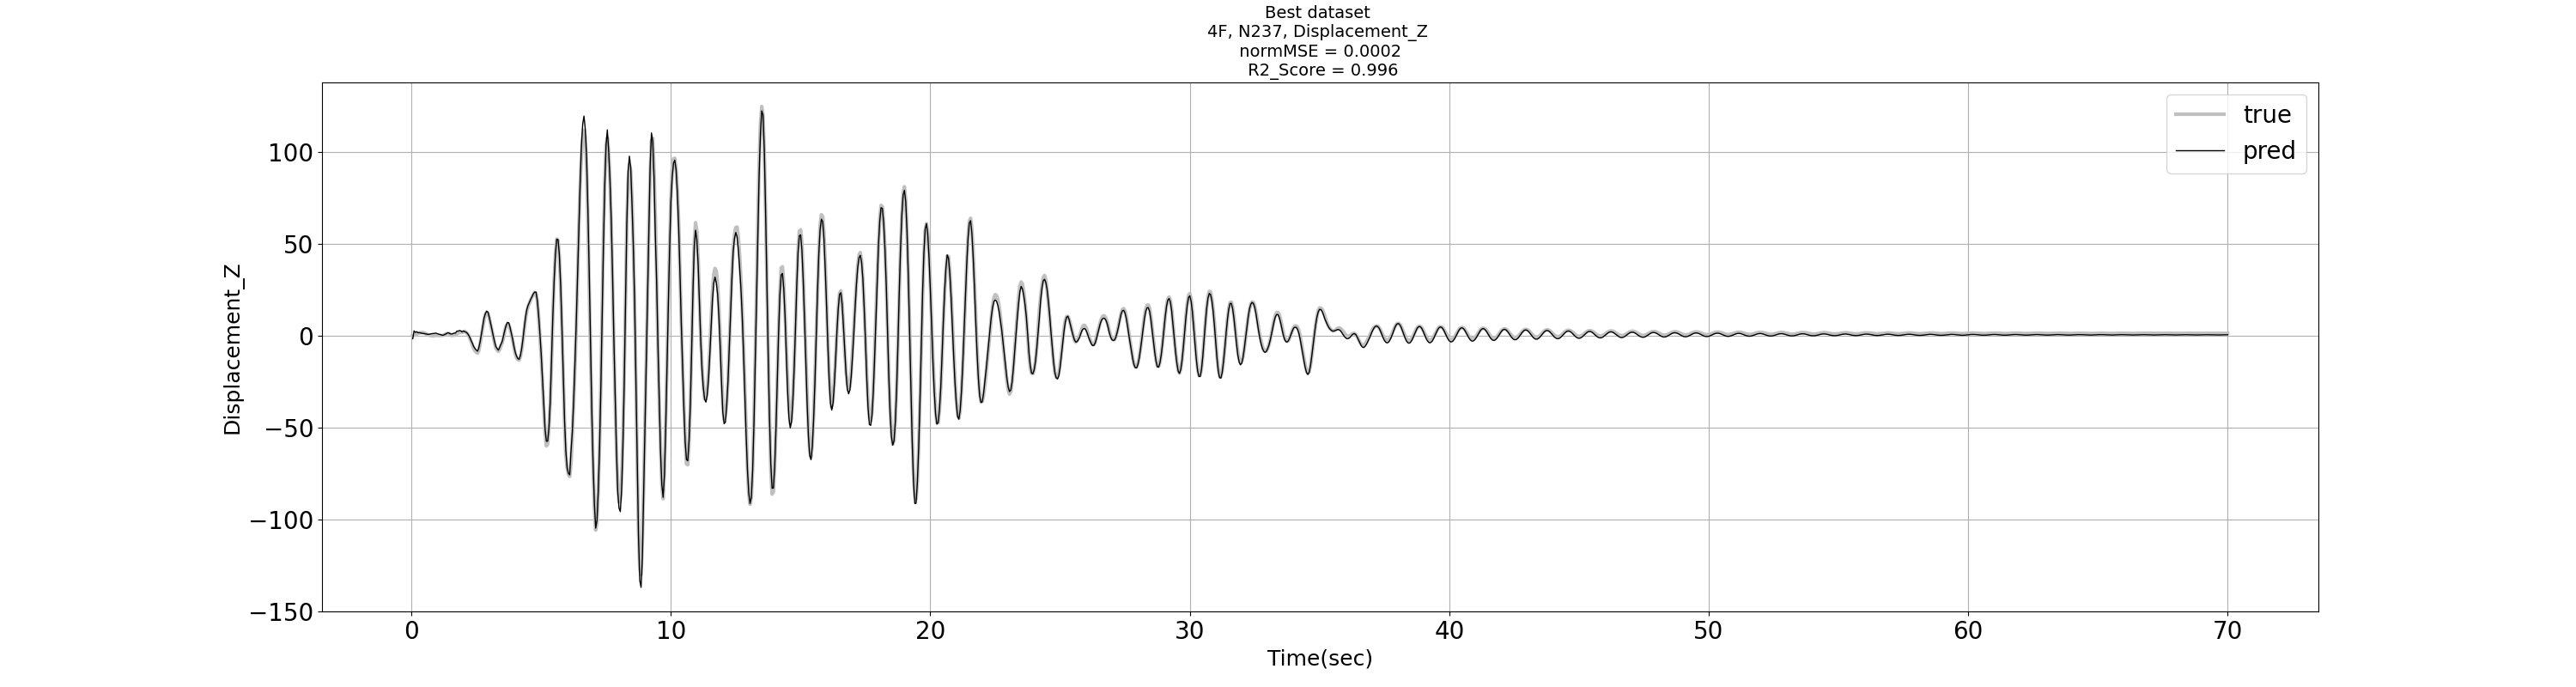 Best dataset
4F, N237, Displacement_Z
normMSE = 0.0002
R2_Score = 0.996
true
pred
Displacement_Z
100
50
0
−50
−100
−150
0 10 20 30 40 50 60 70
Time(sec)